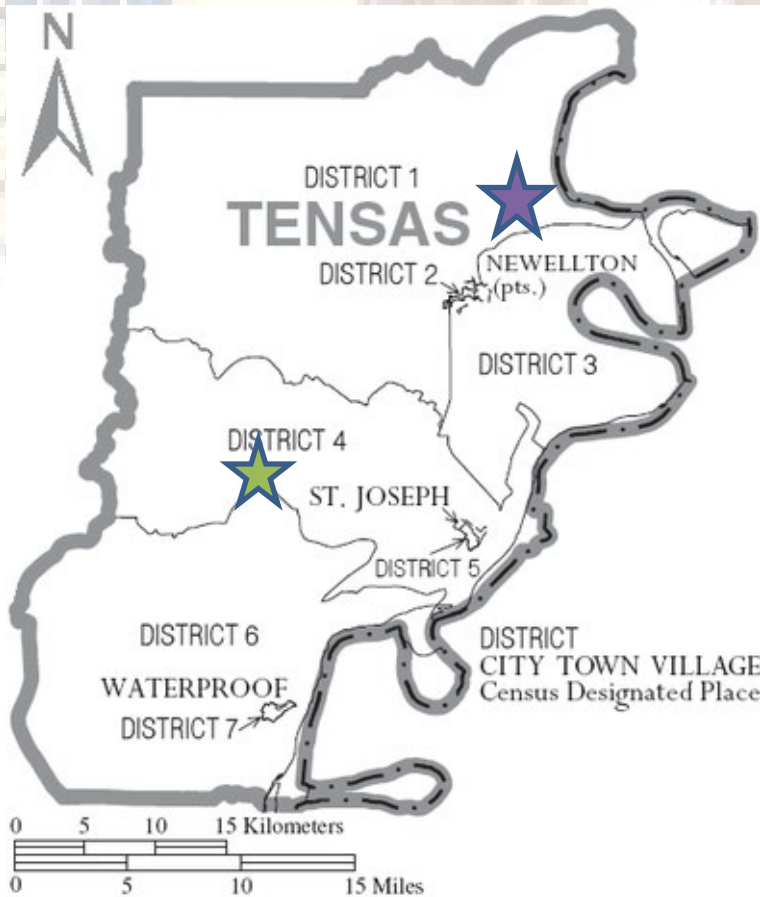 N
DISTRICT 1
TENSAS
DISTRICT 2
NEWELLTON
(pts.)
DISTRICT 3
DISTRICT 4
ST. JOSEPH
DISTRICT 5
DISTRICT 6
DISTRICT
CITY TOWN VILLAGE
Census Designated Place
WATERPROOF
DISTRICT 7
0 5 10 15 Kilometers
0 5 10 15 Miles